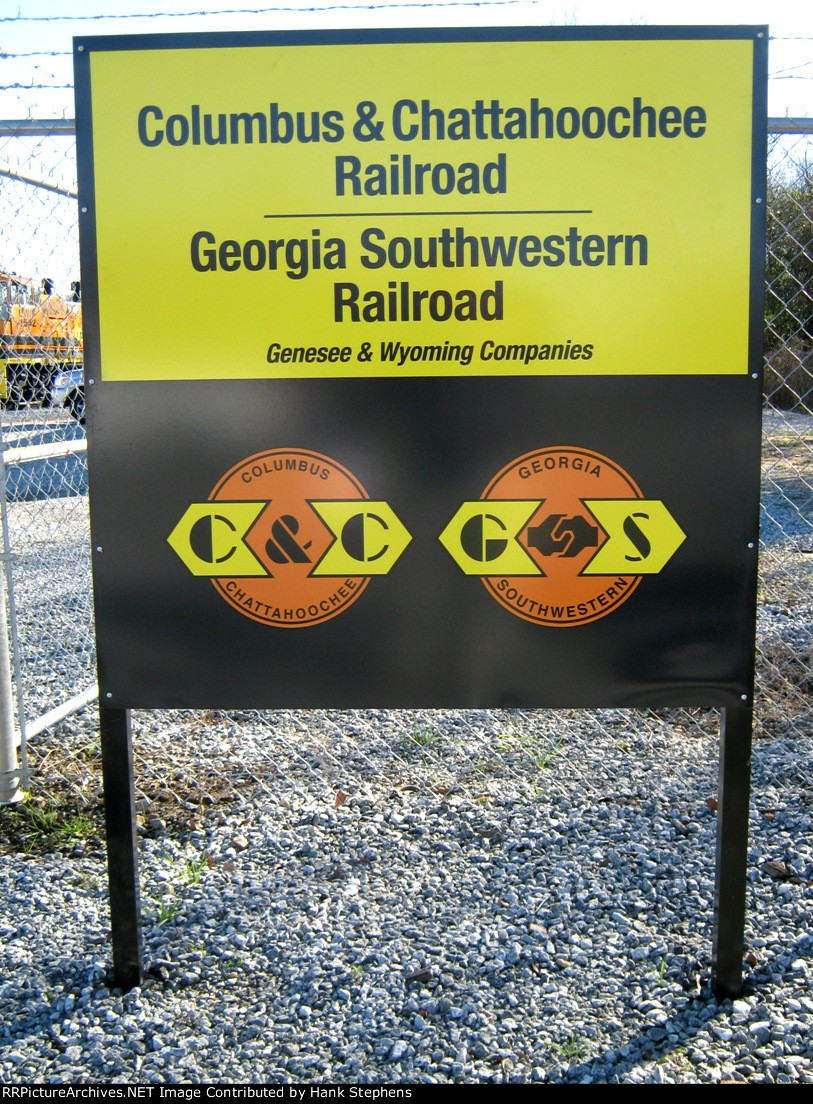 Columbus & Chattahoochee
Railroad
Georgia Southwestern
Railroad
Genesee & Wyoming Companies
COLUMBUS
C & C
CHATTAHOOCHEE
GEORGIA
G S
SOUTHWESTERN
RRPictureArchives.NET Image Contributed by Hank Stephens